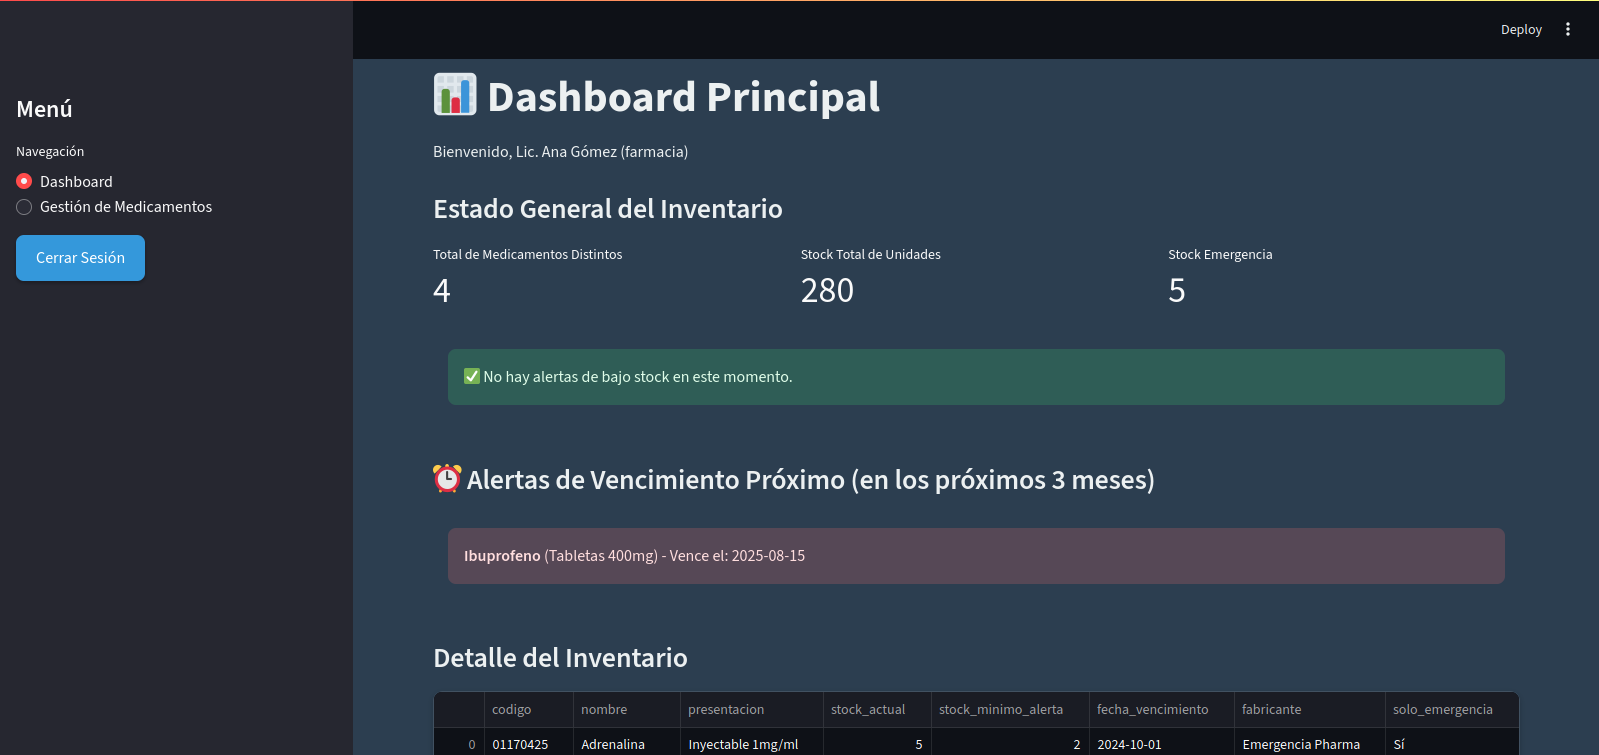 Deploy
Menú
Navegación
Dashboard
Gestión de Medicamentos
Cerrar Sesión
Dashboard Principal
Bienvenido, Lic. Ana Gómez (farmacia)
Estado General del Inventario
Total de Medicamentos Distintos Stock Total de Unidades Stock Emergencia
4 280 5
No hay alertas de bajo stock en este momento.
Alertas de Vencimiento Próximo (en los próximos 3 meses)
Ibuprofeno (Tabletas 400mg) - Vence el: 2025-08-15
Detalle del Inventario
codigo nombre presentacion stock_actual stock_minimo_alerta fecha_vencimiento fabricante solo_emergencia
0 01170425 Adrenalina Inyectable 1mg/ml 5 2 2024-10-01 Emergencia Pharma Sí